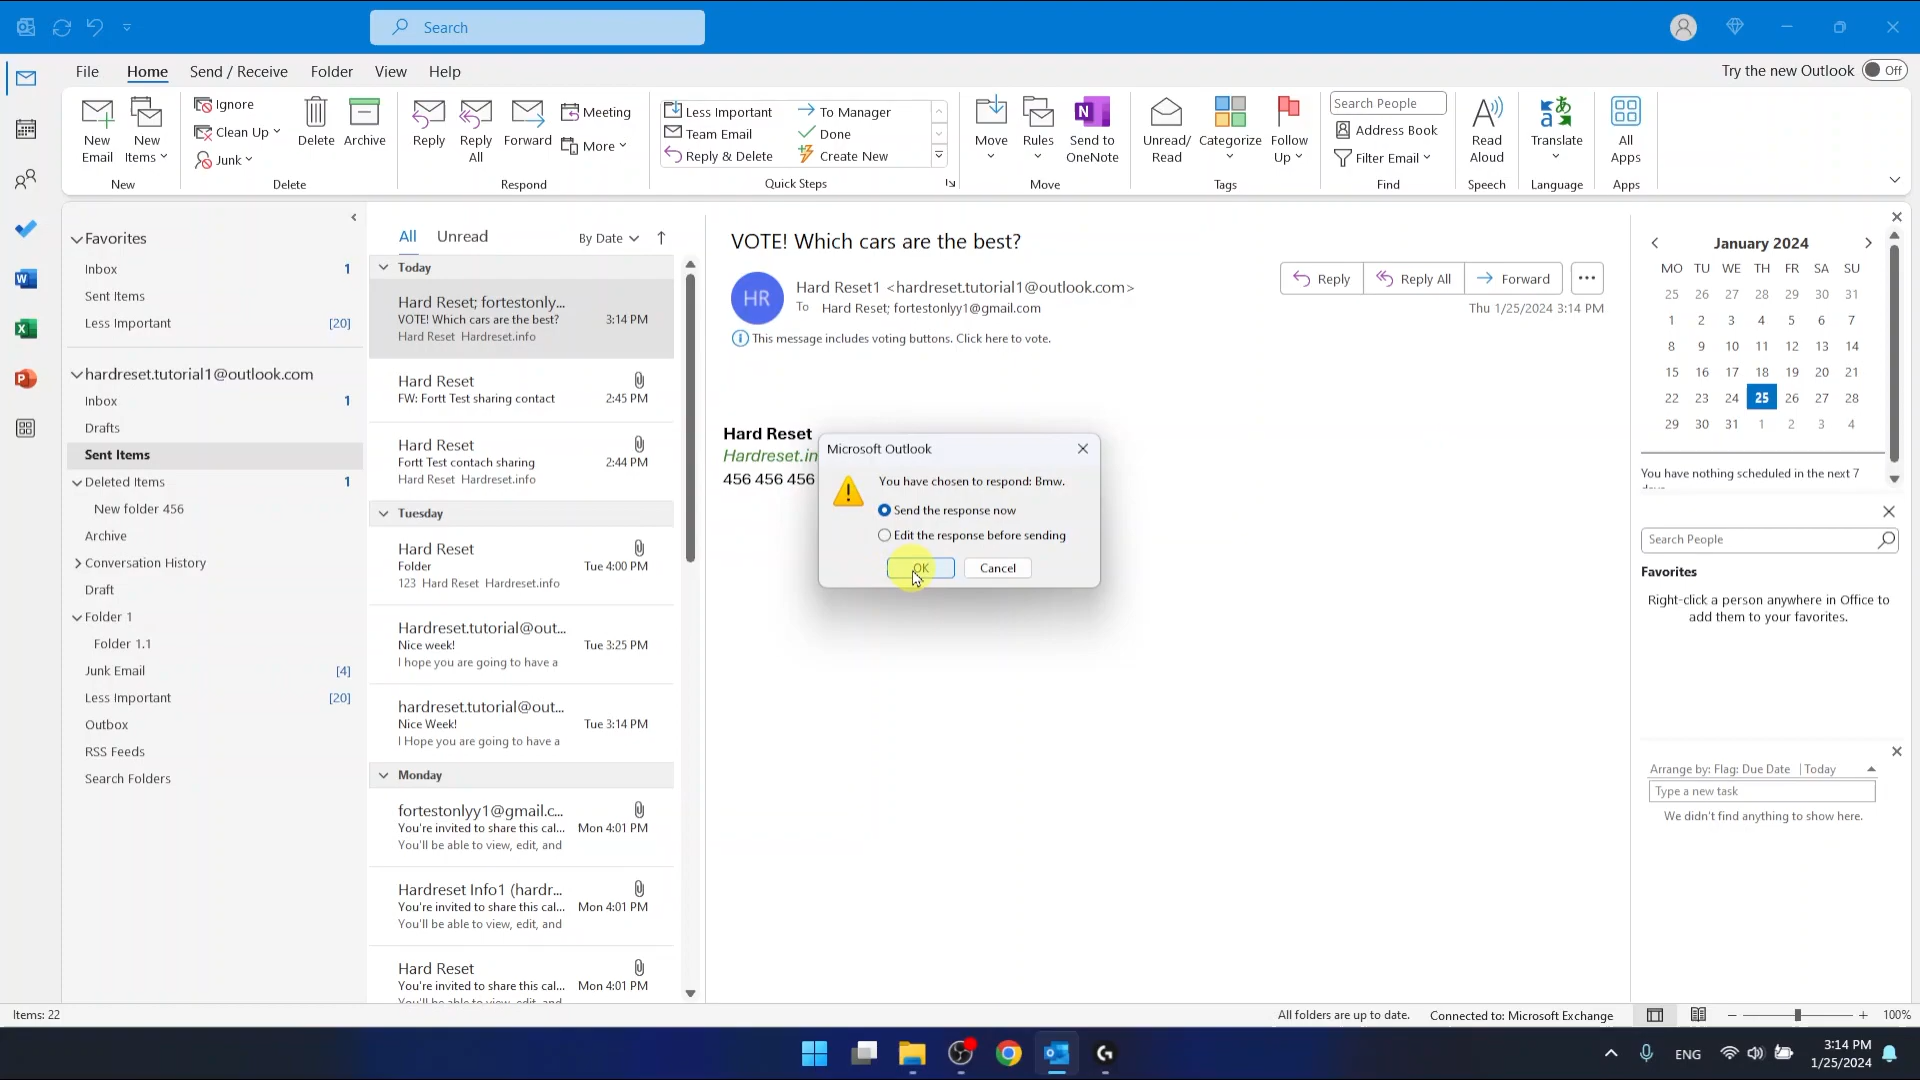 Search
File Home Send / Receive Folder View Help
Try the new Outlook Off
New Email
New Items
New
Ignore
Clean Up
Junk
Delete
Archive
Delete
Reply
Reply All
Forward
Meeting
More
Respond
Less Important
Team Email
Reply & Delete
To Manager
Done
Create New
Quick Steps
Move
Rules
Send to OneNote
Move
Unread/ Read
Categorize
Follow Up
Tags
Search People
Address Book
Filter Email
Find
Read Aloud
Speech
Translate
Language
All Apps
Apps
Favorites
Inbox 1
Sent Items
Less Important [20]
hardreset.tutorial1@outlook.com
Inbox 1
Drafts
Sent Items
Deleted Items 1
New folder 456
Archive
Conversation History
Draft
Folder 1
Folder 1.1
Junk Email [4]
Less Important [20]
Outbox
RSS Feeds
Search Folders
All Unread By Date
Today
Hard Reset; fortestonly...
VOTE! Which cars are the best? 3:14 PM
Hard Reset Hardreset.info
Hard Reset
FW: Fortt Test sharing contact 2:45 PM
Hard Reset
Fortt Test contach sharing 2:44 PM
Hard Reset Hardreset.info
Tuesday
Hard Reset
Folder Tue 4:00 PM
123 Hard Reset Hardreset.info
Hardreset.tutorial@out...
Nice week! Tue 3:25 PM
I hope you are going to have a
hardreset.tutorial@out...
Nice Week! Tue 3:14 PM
I Hope you are going to have a
Monday
fortestonlyy1@gmail.c...
You're invited to share this cal... Mon 4:01 PM
You'll be able to view, edit, and
Hardreset Info1 (hardr...
You're invited to share this cal... Mon 4:01 PM
You'll be able to view, edit, and
Hard Reset
You're invited to share this cal... Mon 4:01 PM
You'll be able to view, edit, and
VOTE! Which cars are the best?
HR
Hard Reset1 <hardreset.tutorial1@outlook.com>
To Hard Reset; fortestonlyy1@gmail.com
Reply Reply All Forward
Thu 1/25/2024 3:14 PM
This message includes voting buttons. Click here to vote.
Hard Reset
Hardreset.in
456 456 456
Microsoft Outlook
You have chosen to respond: Bmw.
Send the response now
Edit the response before sending
OK Cancel
January 2024
MO TU WE TH FR SA SU
25 26 27 28 29 30 31
1 2 3 4 5 6 7
8 9 10 11 12 13 14
15 16 17 18 19 20 21
22 23 24 25 26 27 28
29 30 31 1 2 3 4
You have nothing scheduled in the next 7
Search People
Favorites
Right-click a person anywhere in Office to
add them to your favorites.
Arrange by: Flag: Due Date | Today
Type a new task
We didn't find anything to show here.
Items: 22
All folders are up to date. Connected to: Microsoft Exchange 100%
ENG
3:14 PM
1/25/2024